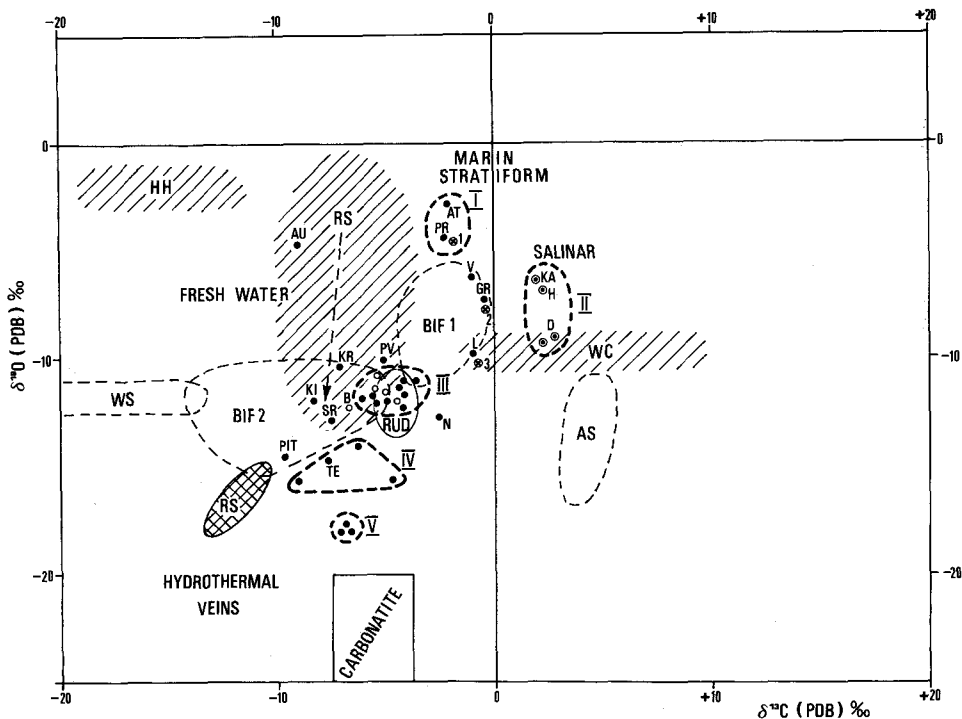 -20 -10 0 +10 +20
0 0
MARIN
STRATIFORM
I
HH
AT
RS
PR
1
AU
SALINAR
V
KA
H
II
GR
FRESH WATER
2
BIF 1
D
L
WC
PV
3
-10 -10
KR
III
WS
KI
B
BIF 2
SR
RUD
N
AS
PIT
TE
IV
RS
V
-20 -20
HYDROTHERMAL
VEINS
CARBONATITE
δ¹⁸O (PDB) ‰
-20 -10 0 +10 +20
δ¹³C (PDB) ‰